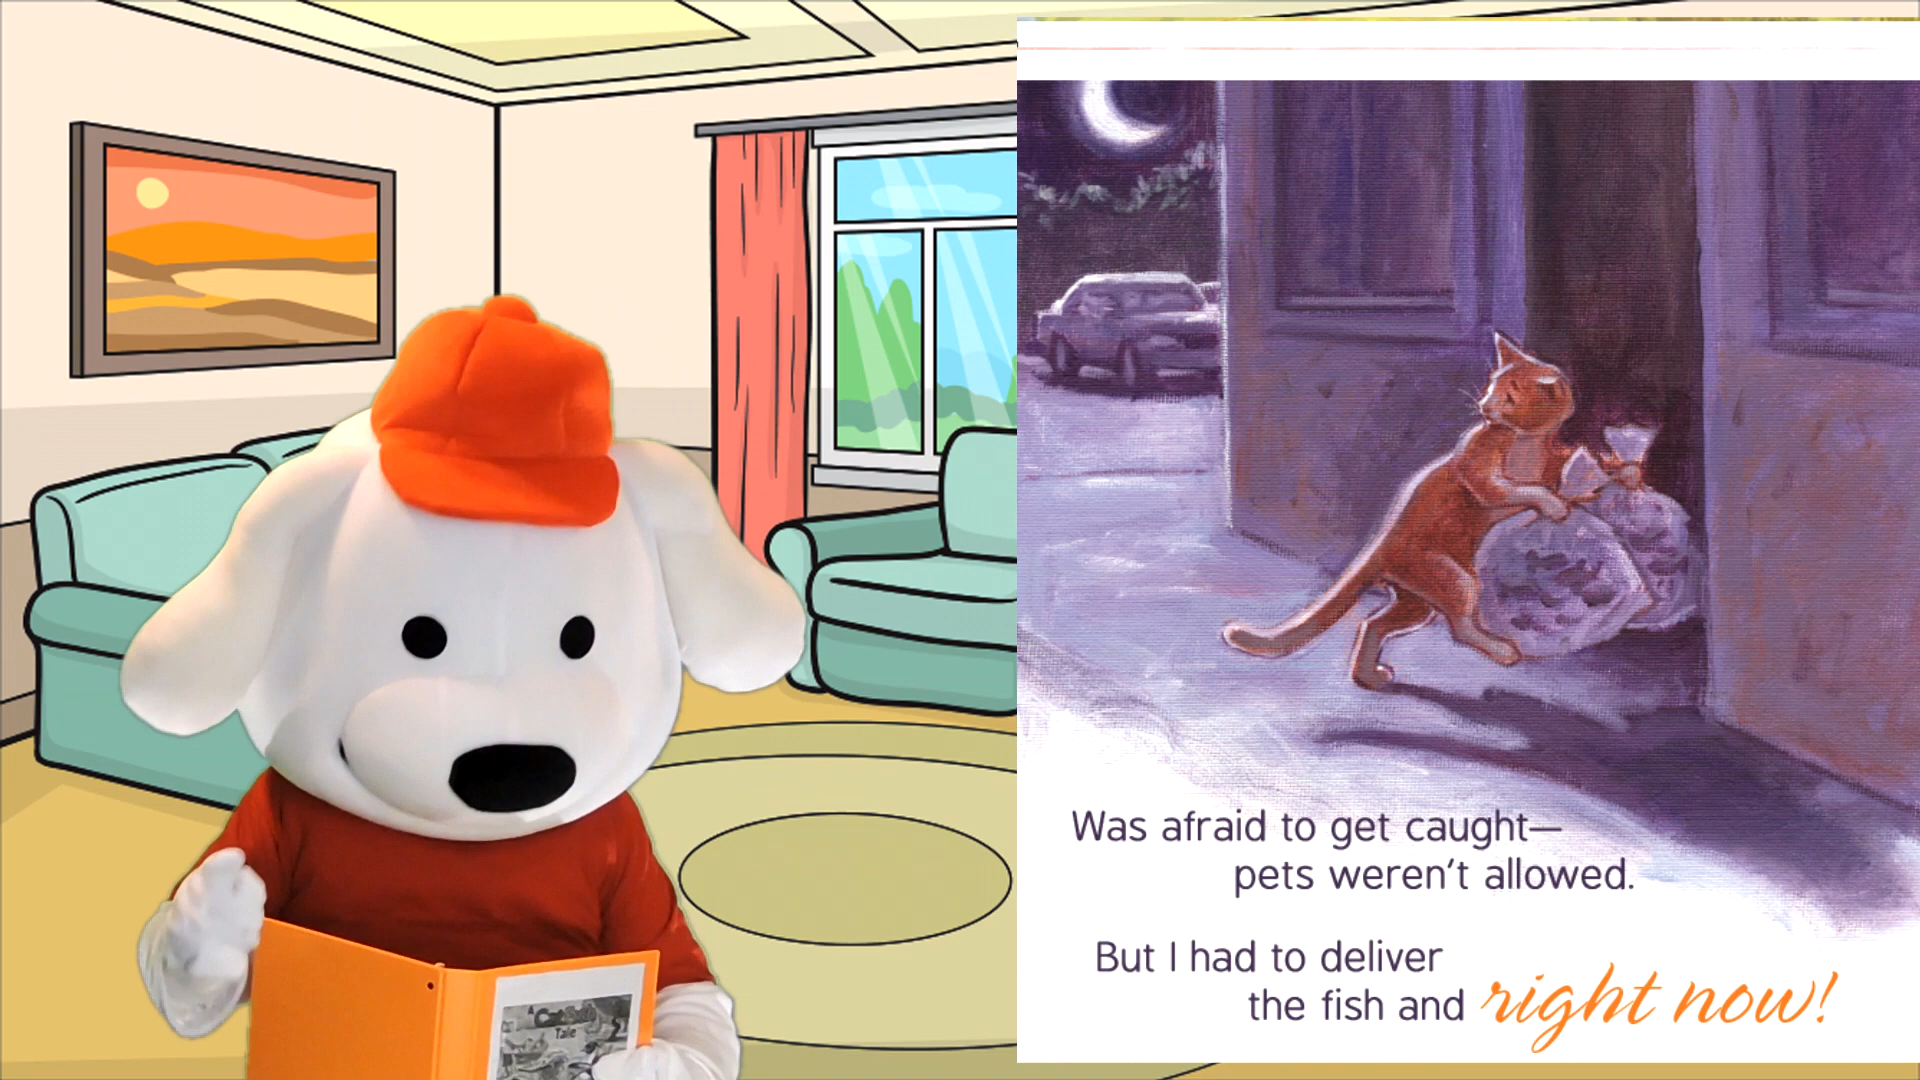 Was afraid to get caught—
pets weren't allowed.
But I had to deliver
the fish and right now!
A
Tale